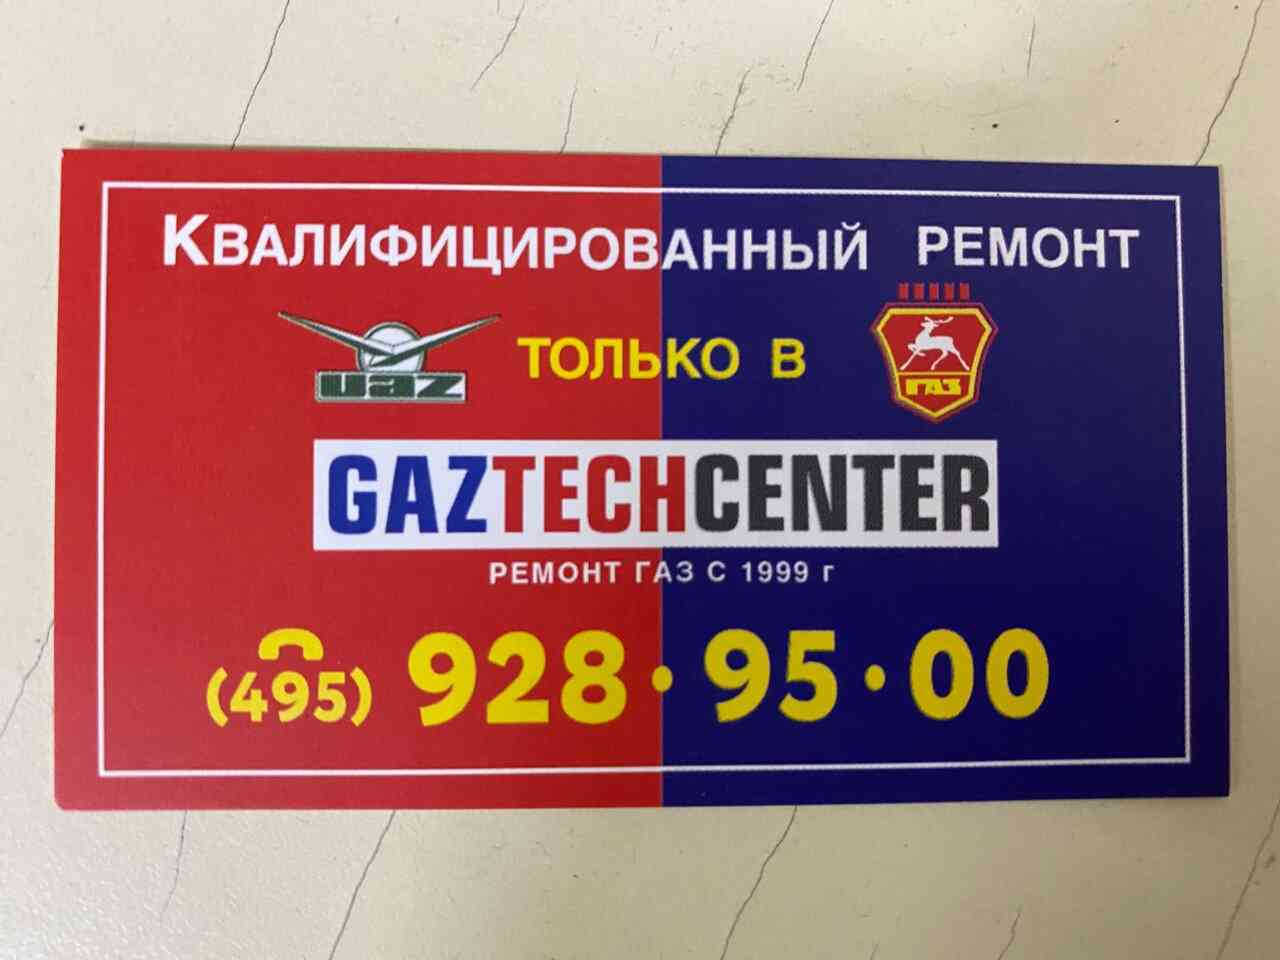 Квалифицированный ремонт
uaz только в ГАЗ
GAZTECHCENTER
РЕМОНТ ГАЗ С 1999 г
(495) 928·95·00